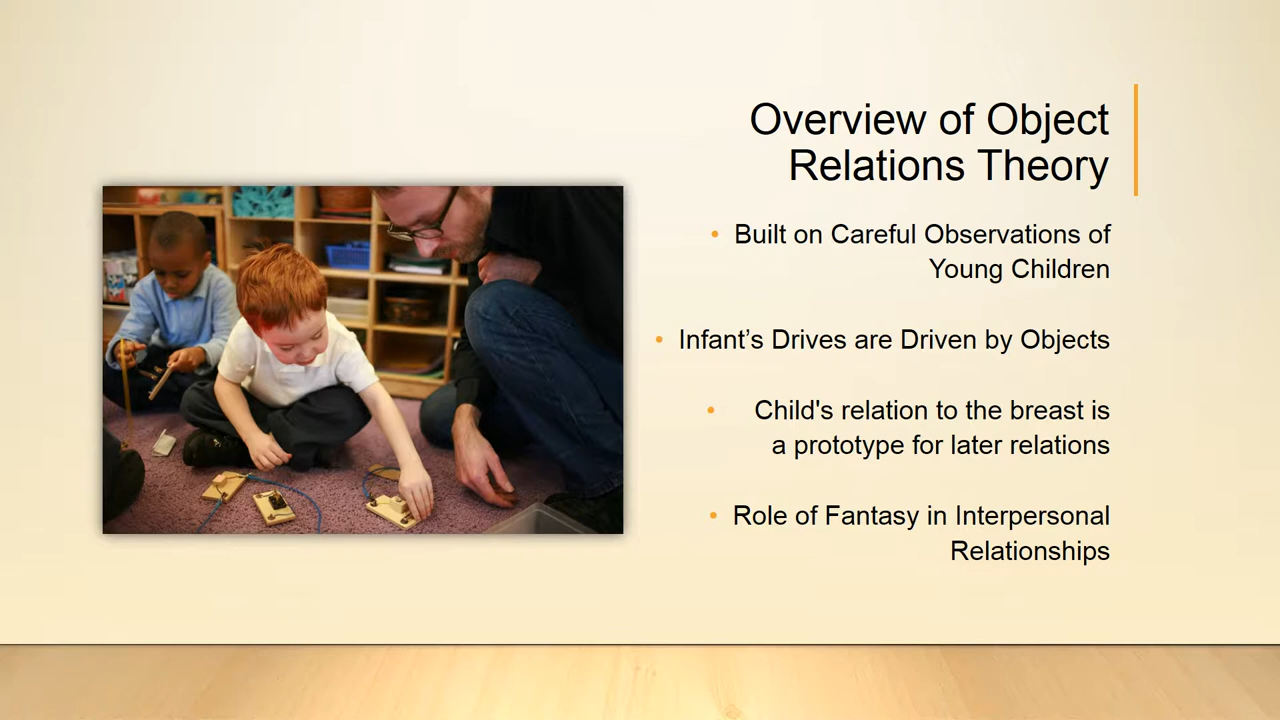 Overview of Object
Relations Theory
• Built on Careful Observations of
Young Children
• Infant’s Drives are Driven by Objects
• Child's relation to the breast is
a prototype for later relations
• Role of Fantasy in Interpersonal
Relationships